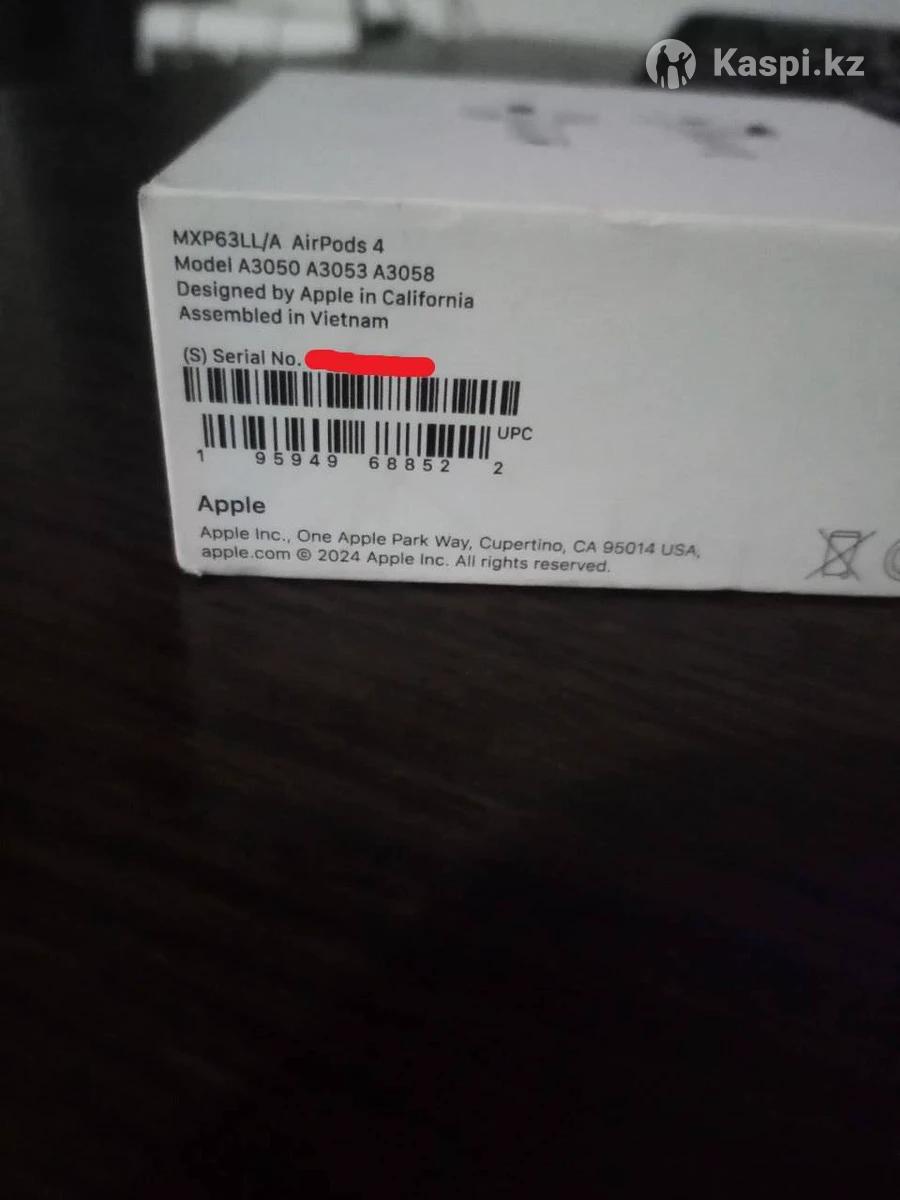 Kaspi.kz
MXP63LL/A AirPods 4
Model A3050 A3053 A3058
Designed by Apple in California
Assembled in Vietnam
(S) Serial No.
UPC
1 95949 68852 2
Apple
Apple Inc., One Apple Park Way, Cupertino, CA 95014 USA,
apple.com © 2024 Apple Inc. All rights reserved.